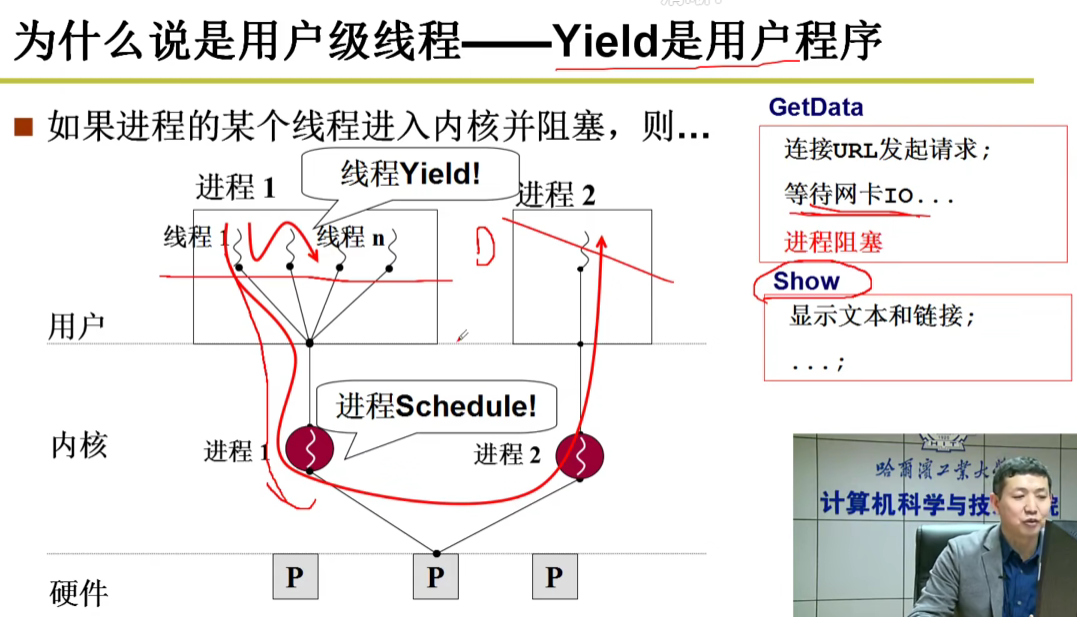 为什么说是用户级线程——Yield是用户程序
如果进程的某个线程进入内核并阻塞，则...
线程Yield!
进程 1
进程 2
线程 1
线程 n
D
用户
进程Schedule!
内核
进程 1
进程 2
硬件
P
P
P
GetData
连接URL发起请求;
等待网卡IO...
进程阻塞
Show
显示文本和链接;
...;
哈尔滨工业大学
计算机科学与技
院